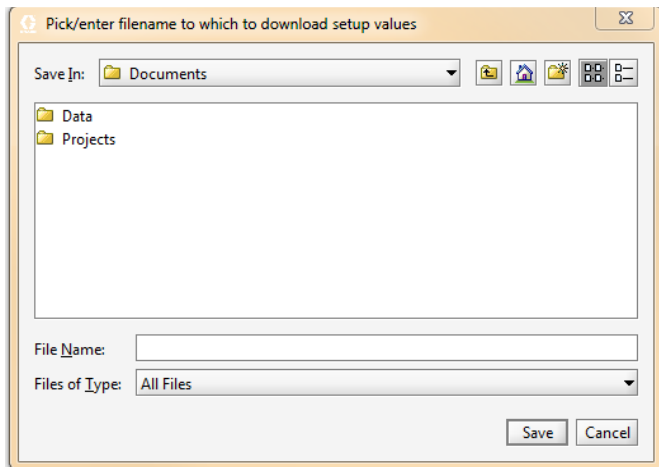 Pick/enter filename to which to download setup values
Save In: Documents
Data
Projects
File Name:
Files of Type: All Files
Save Cancel